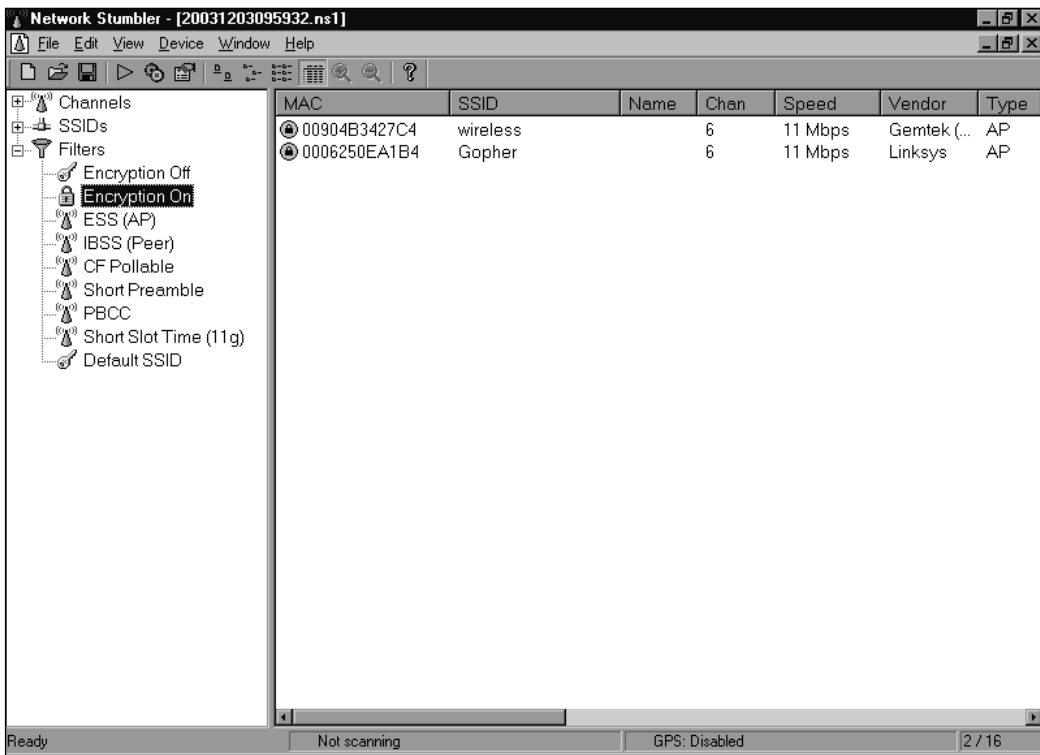 Network Stumbler - [20031203095932.ns1]
File Edit View Device Window Help
Channels
SSIDs
Filters
Encryption Off
Encryption On
ESS (AP)
IBSS (Peer)
CF Pollable
Short Preamble
PBCC
Short Slot Time (11g)
Default SSID
MAC SSID Name Chan Speed Vendor Type
00904B3427C4 wireless 6 11 Mbps Gemtek (... AP
0006250EA1B4 Gopher 6 11 Mbps Linksys AP
Ready Not scanning GPS: Disabled 2 / 16